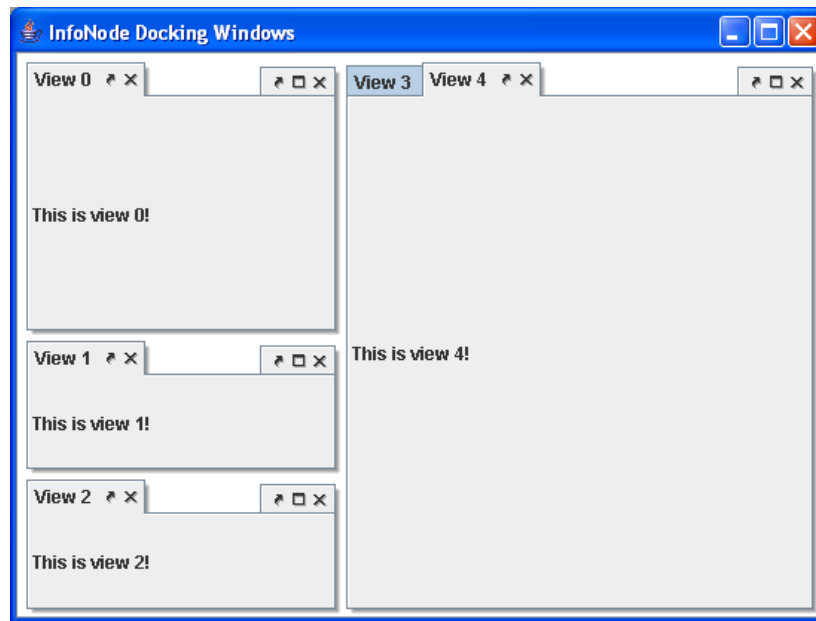 InfoNode Docking Windows
View 0
This is view 0!
View 1
This is view 1!
View 2
This is view 2!
View 3 View 4
This is view 4!